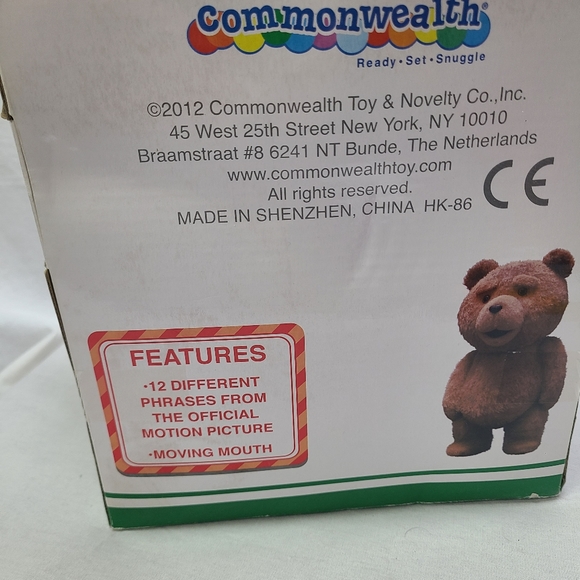 Commonwealth®
Ready • Set • Snuggle
©2012 Commonwealth Toy & Novelty Co.,Inc.
45 West 25th Street New York, NY 10010
Braamstraat #8 6241 NT Bunde, The Netherlands
www.commonwealthtoy.com
All rights reserved.
MADE IN SHENZHEN, CHINA HK-86
CE
FEATURES
•12 DIFFERENT
PHRASES FROM
THE OFFICIAL
MOTION PICTURE
•MOVING MOUTH